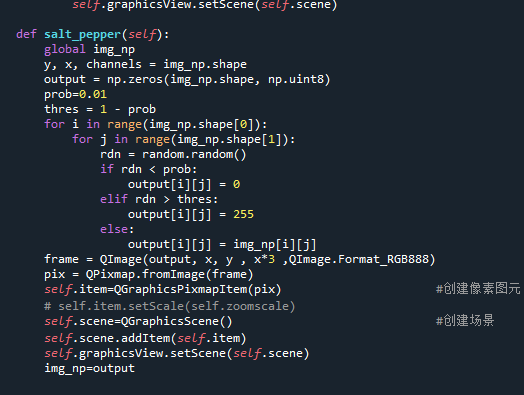 self.graphicsView.setScene(self.scene)
def salt_pepper(self):
global img_np
y, x, channels = img_np.shape
output = np.zeros(img_np.shape, np.uint8)
prob=0.01
thres = 1 - prob
for i in range(img_np.shape[0]):
for j in range(img_np.shape[1]):
rdn = random.random()
if rdn < prob:
output[i][j] = 0
elif rdn > thres:
output[i][j] = 255
else:
output[i][j] = img_np[i][j]
frame = QImage(output, x, y , x*3 ,QImage.Format_RGB888)
pix = QPixmap.fromImage(frame)
self.item=QGraphicsPixmapItem(pix) #创建像素图元
# self.item.setScale(self.zoomscale)
self.scene=QGraphicsScene() #创建场景
self.scene.addItem(self.item)
self.graphicsView.setScene(self.scene)
img_np=output